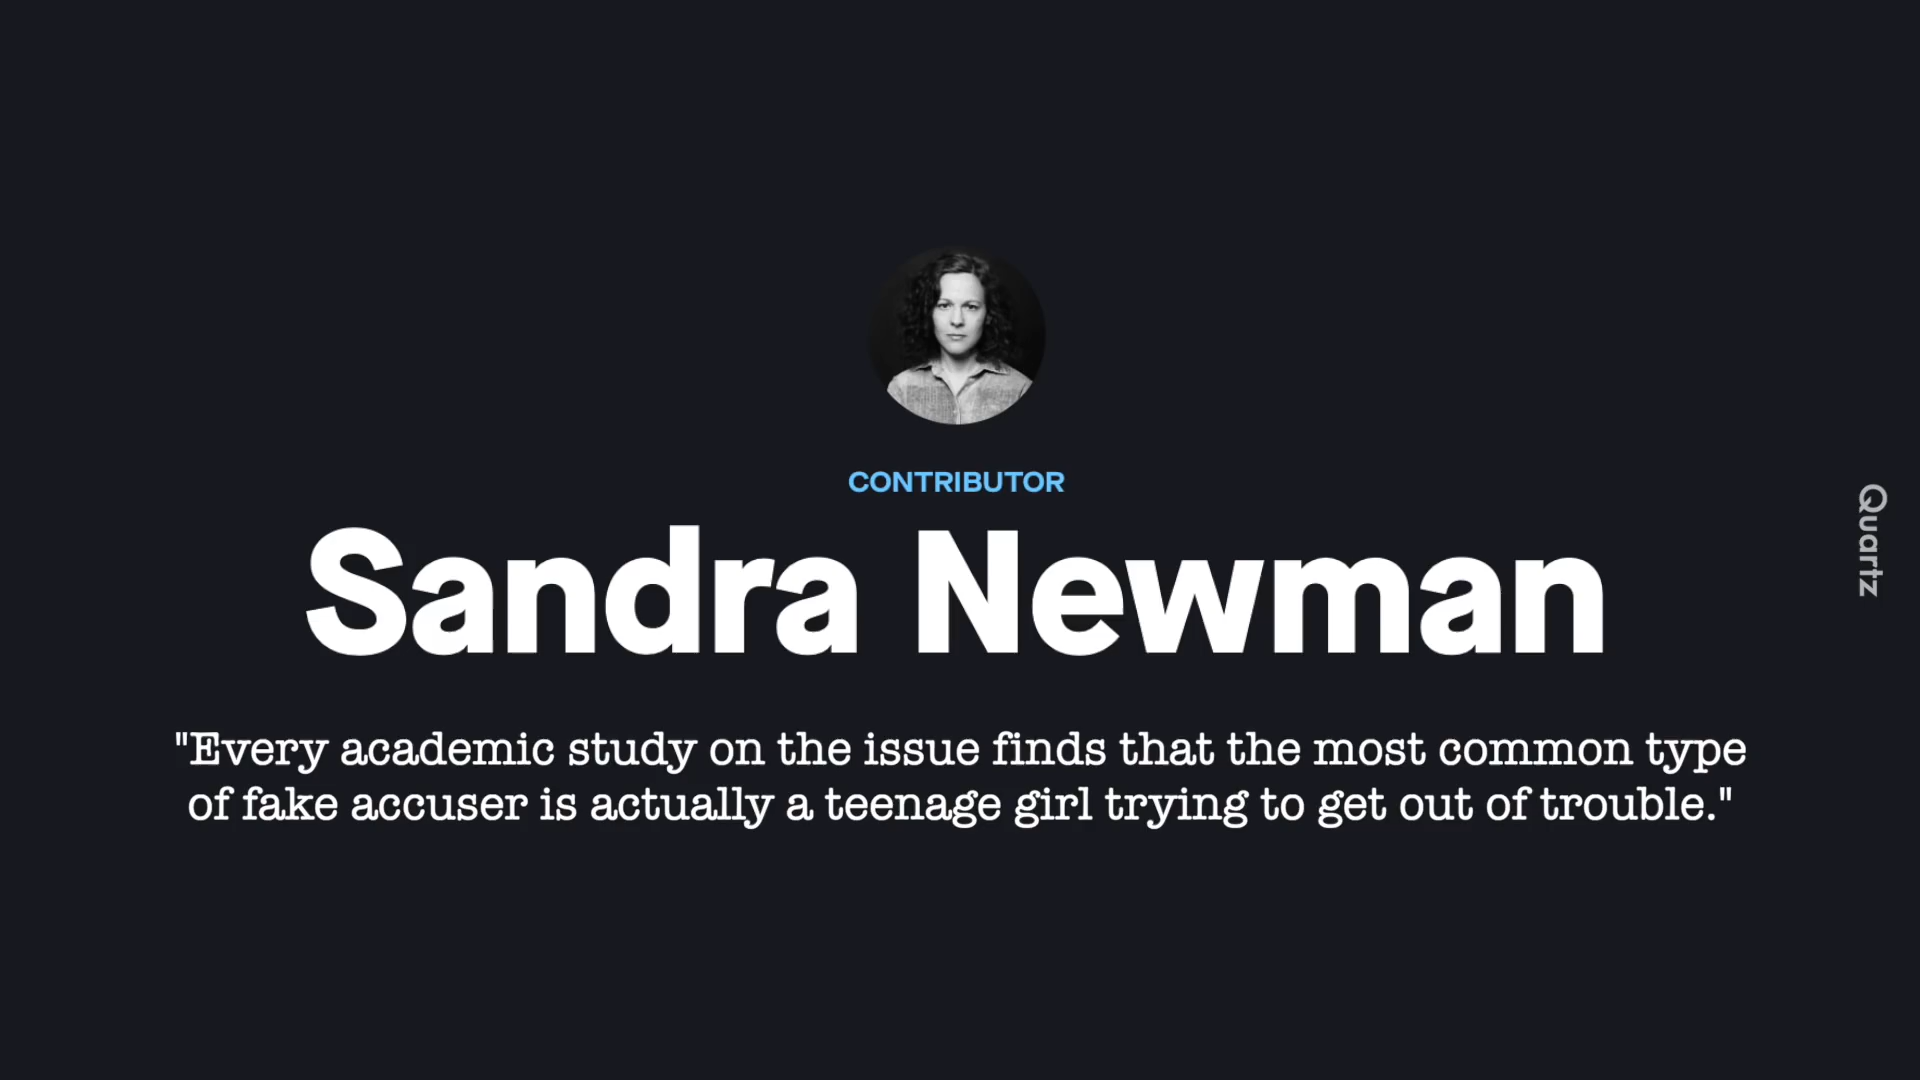 CONTRIBUTOR
Sandra Newman
"Every academic study on the issue finds that the most common type
of fake accuser is actually a teenage girl trying to get out of trouble."
Quartz